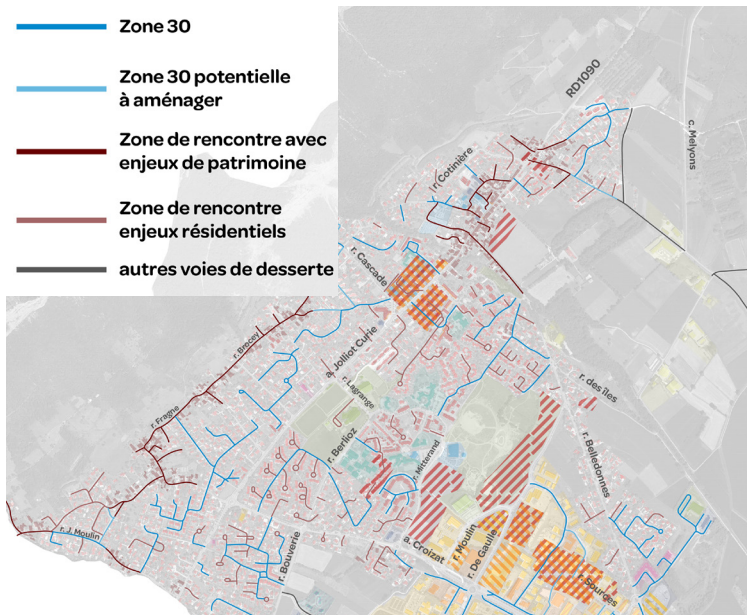 Zone 30
Zone 30 potentielle
à aménager
Zone de rencontre avec
enjeux de patrimoine
Zone de rencontre
enjeux résidentiels
autres voies de desserte
RD1090
c. Melyons
r. Cotinière
r. Cascade
r. Brocey
a. Jolliot Curie
r. Lagrange
r. des îles
r. Fragne
r. Berlioz
r. Mitterand
r. Belledonnes
r. J. Moulin
r. Bouverie
a. Croizat
r. Moulin
r. De Gaulle
r. Sources